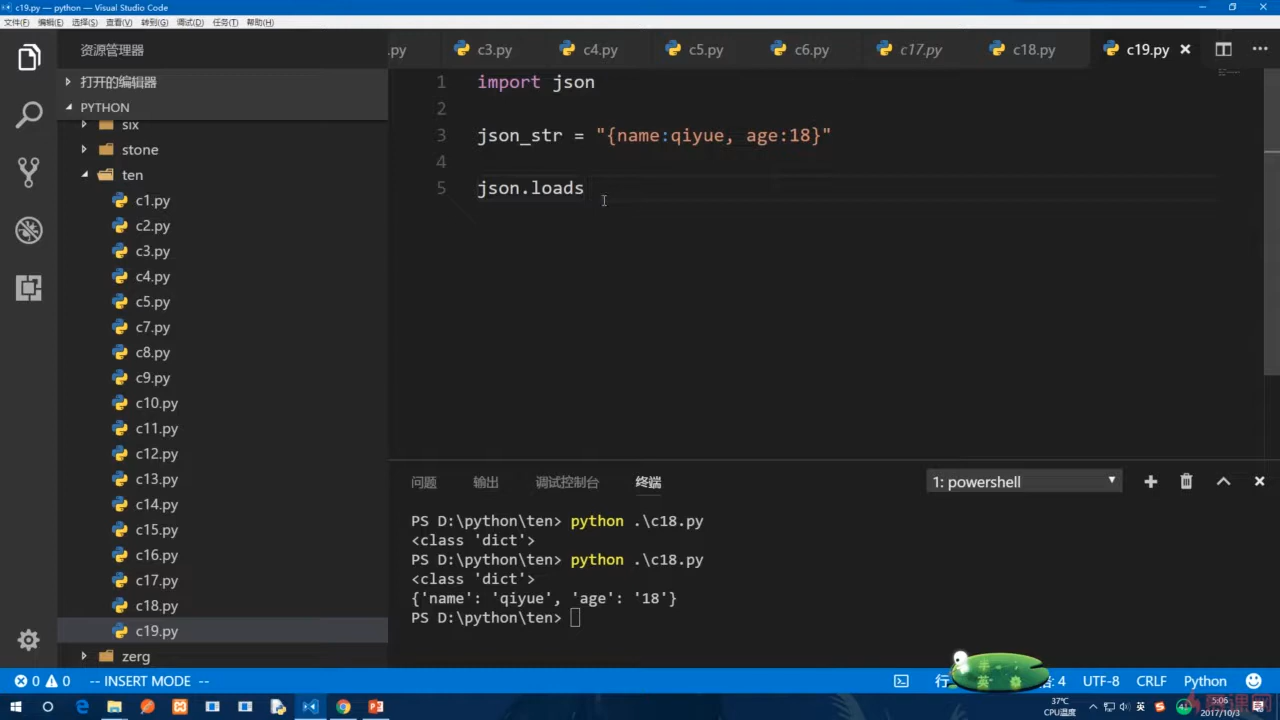 c19.py — python — Visual Studio Code
文件(F) 编辑(E) 选择(S) 查看(V) 转到(G) 调试(D) 任务(T) 帮助(H)
资源管理器
.py c3.py c4.py c5.py c6.py c17.py c18.py c19.py
打开的编辑器
PYTHON
six
stone
ten
c1.py
c2.py
c3.py
c4.py
c5.py
c7.py
c8.py
c9.py
c10.py
c11.py
c12.py
c13.py
c14.py
c15.py
c16.py
c17.py
c18.py
c19.py
zerg
1 import json
2
3 json_str = "{name:qiyue, age:18}"
4
5 json.loads
问题 输出 调试控制台 终端 1: powershell
PS D:\python\ten> python .\c18.py
<class 'dict'>
PS D:\python\ten> python .\c18.py
<class 'dict'>
{'name': 'qiyue', 'age': '18'}
PS D:\python\ten>
0 0 -- INSERT MODE -- 行 : 4 UTF-8 CRLF Python
37℃
CPU温度
英
5:06
2017/10/3